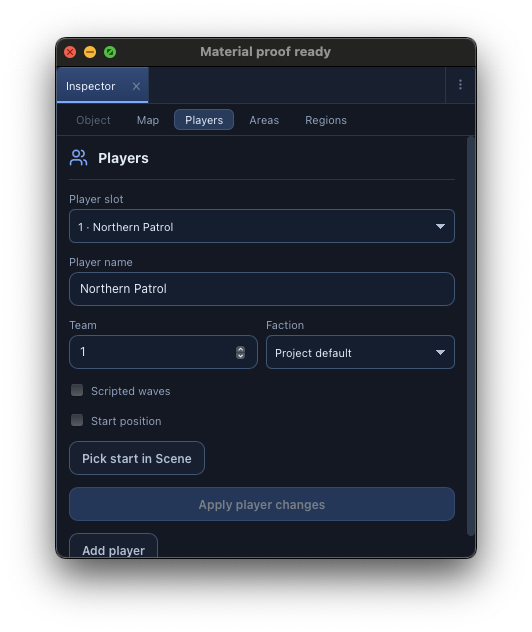 Material proof ready
Inspector
Object Map Players Areas Regions
Players
Player slot
1 · Northern Patrol
Player name
Northern Patrol
Team Faction
1 Project default
Scripted waves
Start position
Pick start in Scene
Apply player changes
Add player